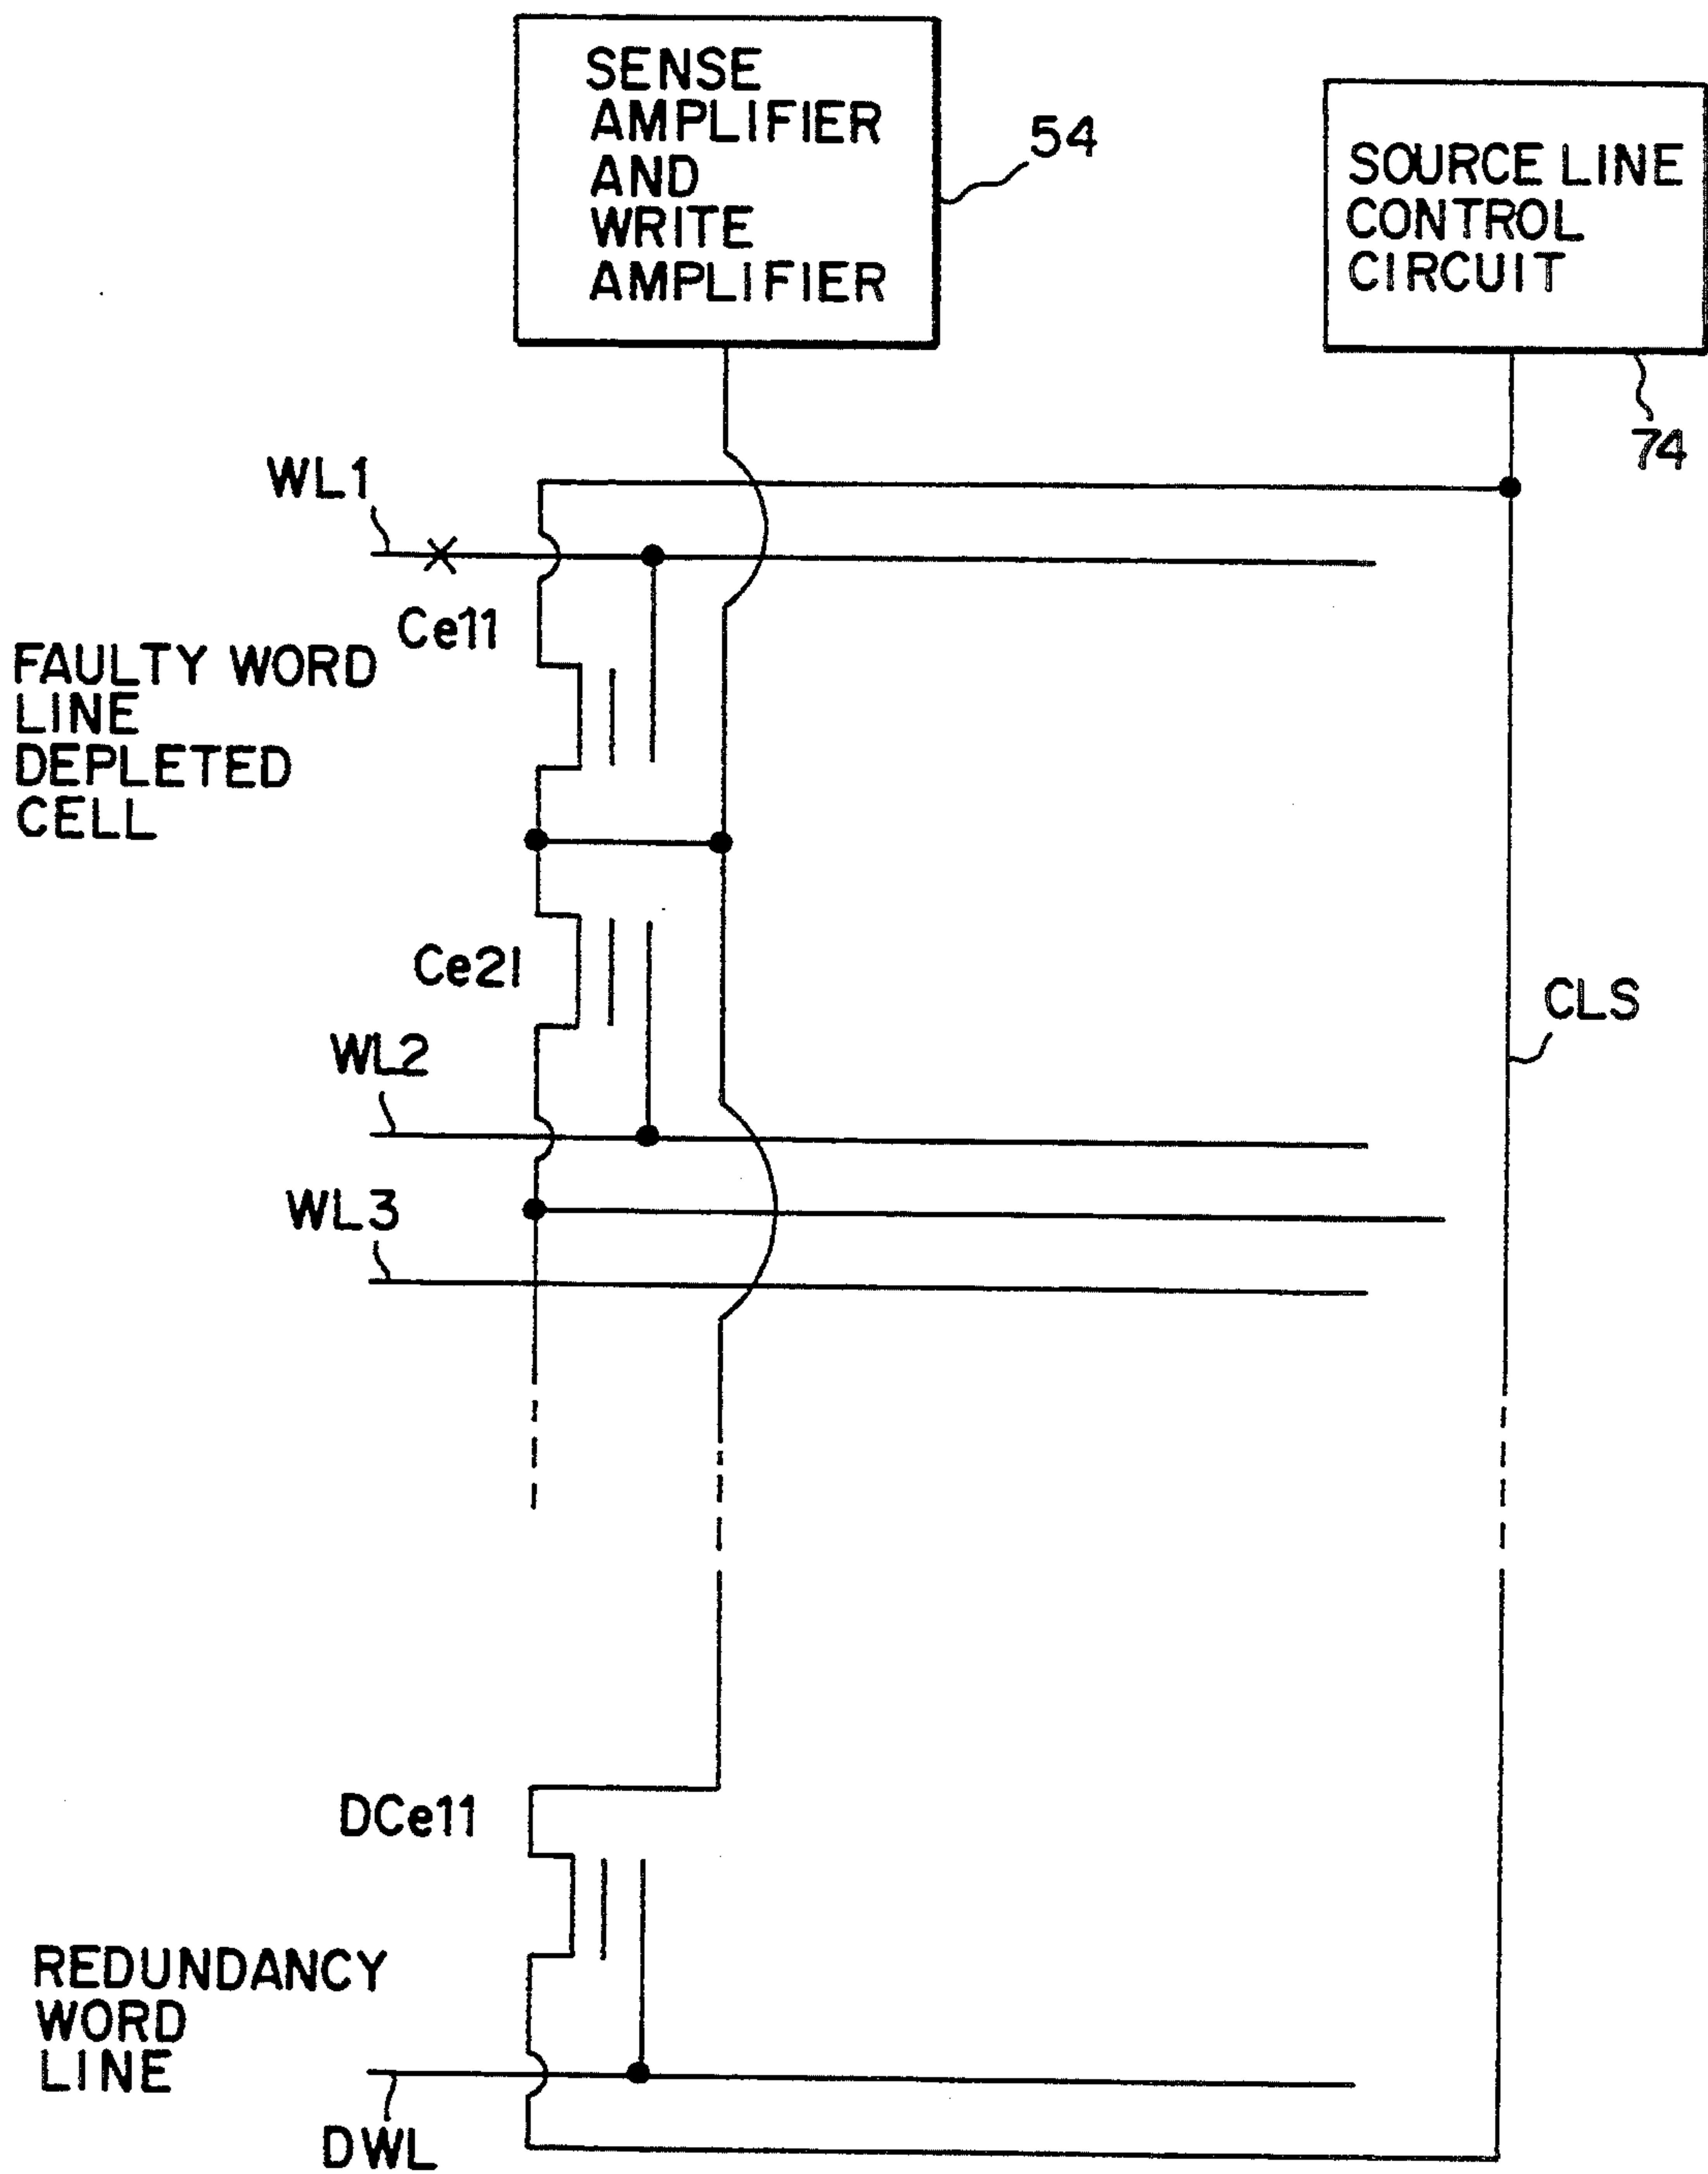 SENSE
AMPLIFIER
AND
WRITE
AMPLIFIER
54
SOURCE LINE
CONTROL
CIRCUIT
74
WL1
Ce11
FAULTY WORD
LINE
DEPLETED
CELL
Ce21
CLS
WL2
WL3
DCe11
REDUNDANCY
WORD
LINE
DWL